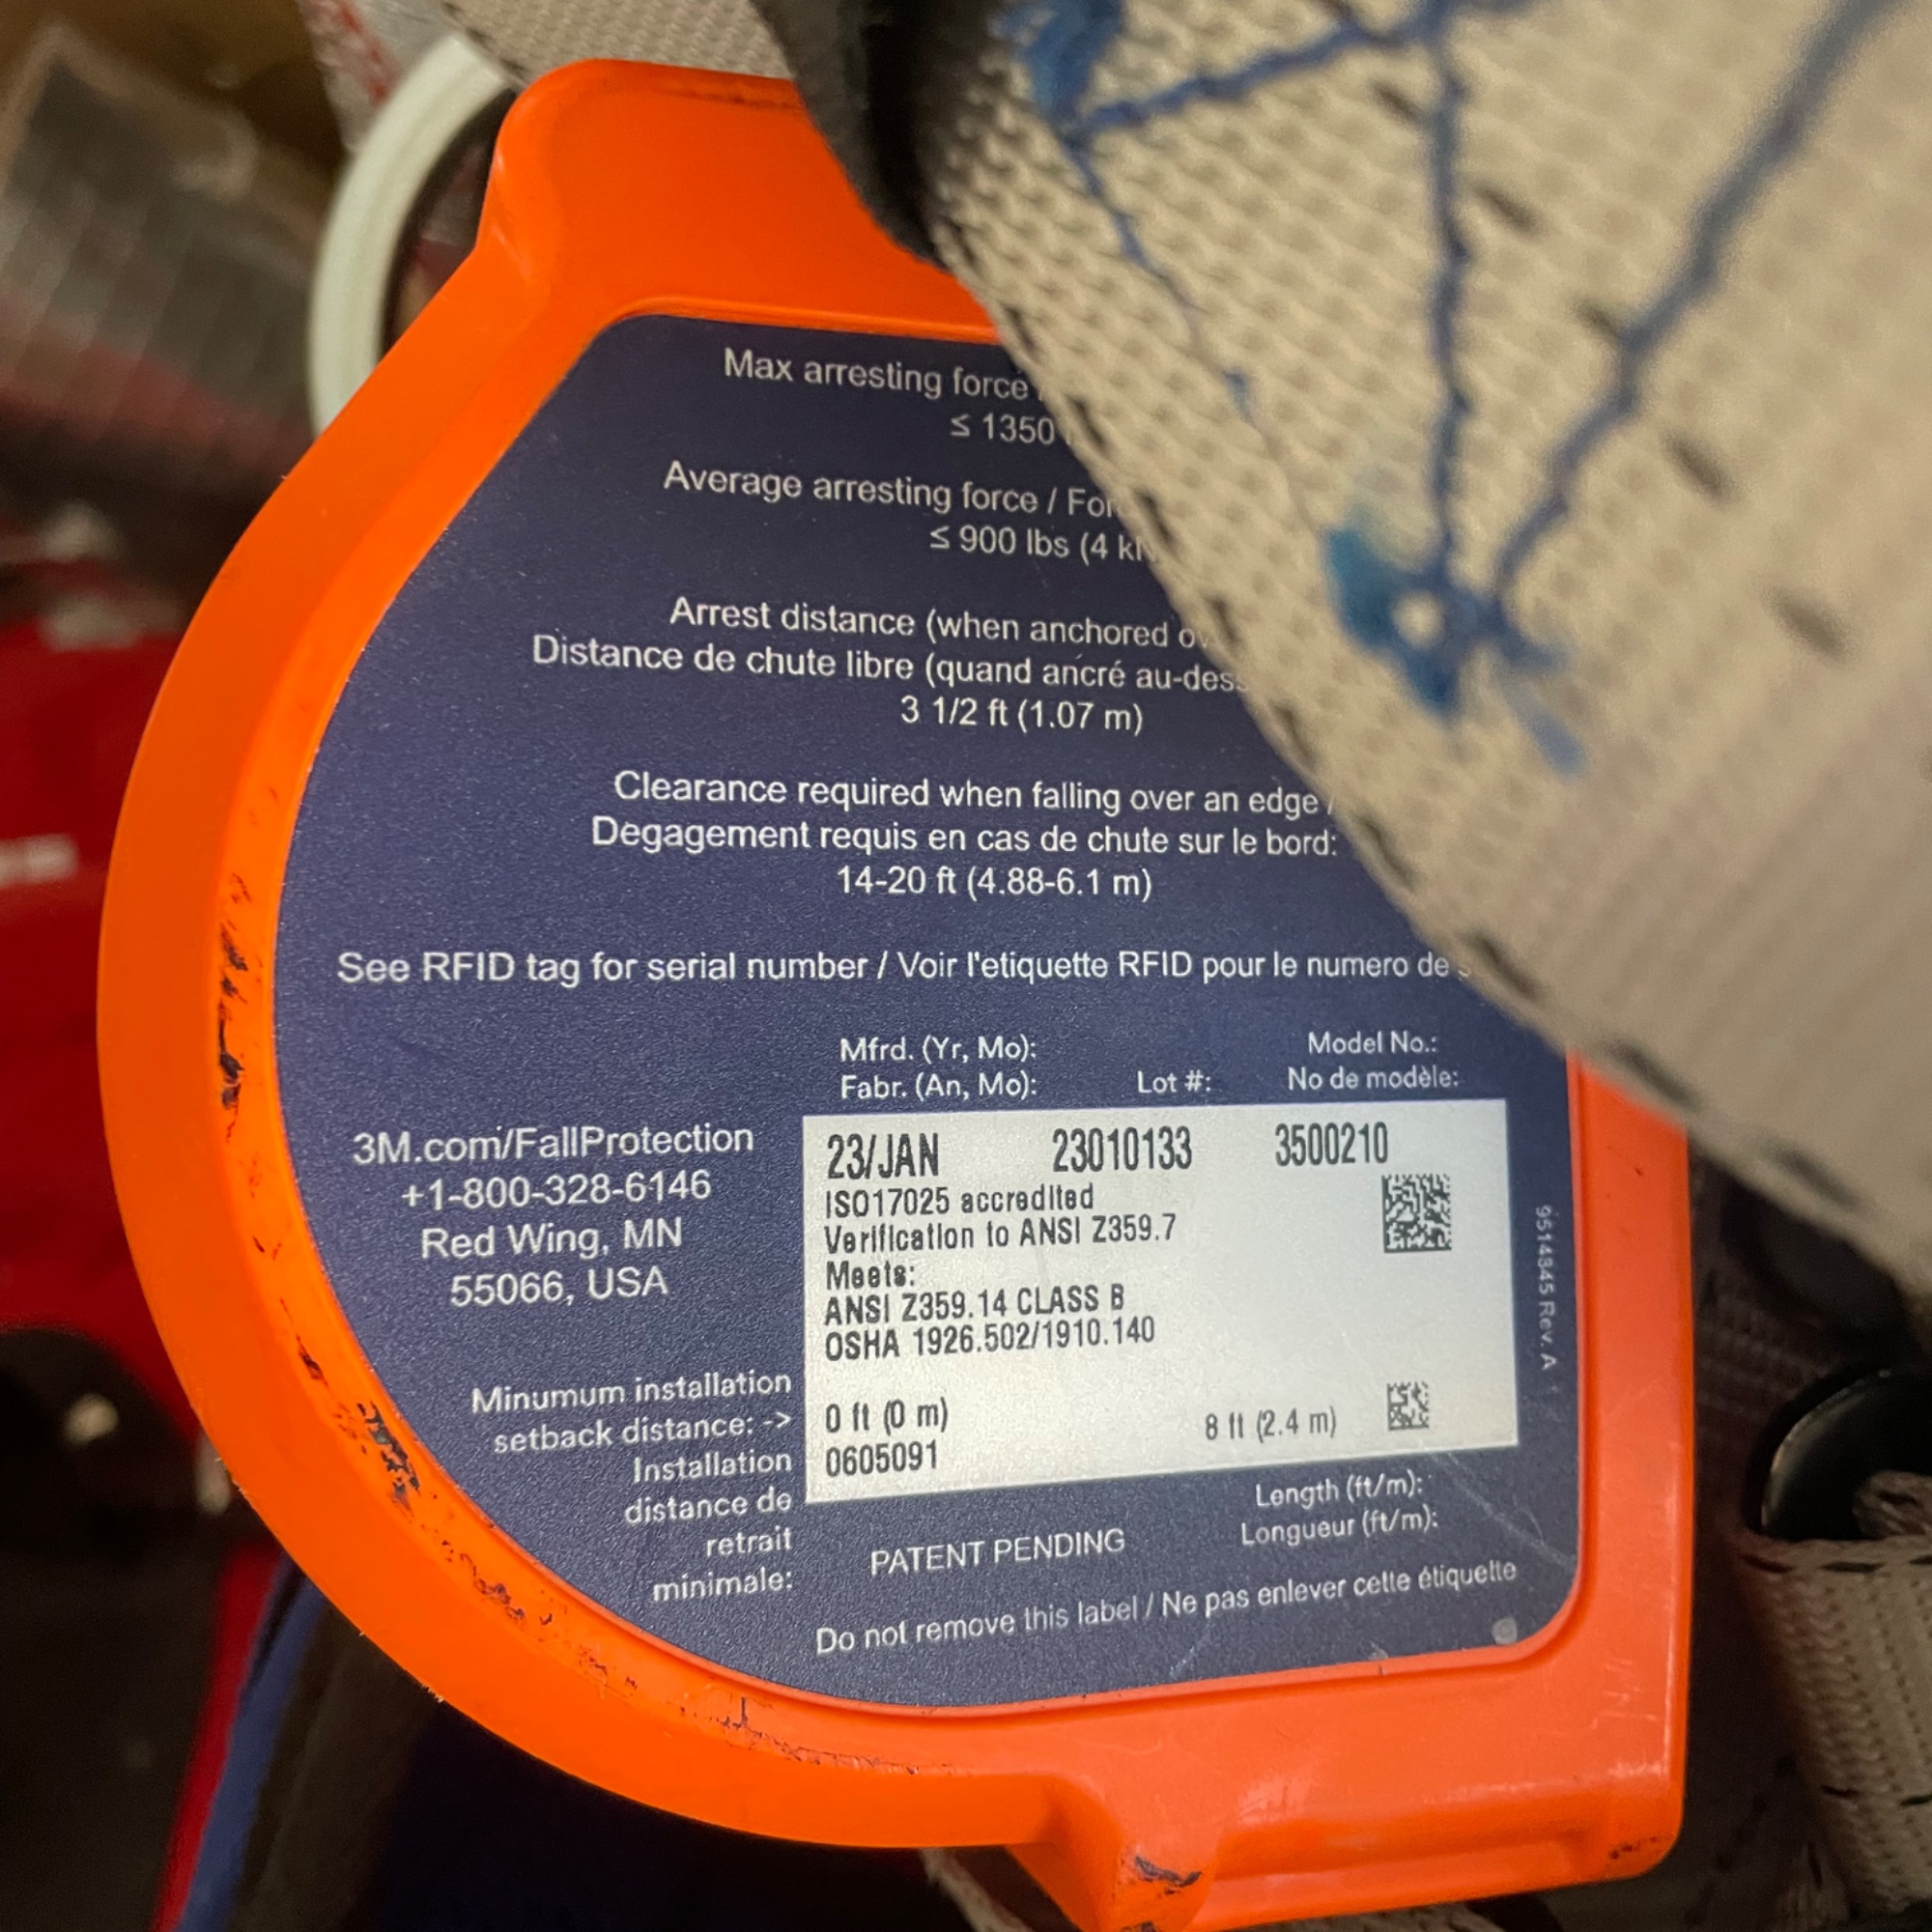 Max arresting force
≤ 1350
Average arresting force /
≤ 900 lbs (4
Arrest distance (when anchored
Distance de chute libre (quand ancré
3 1/2 ft (1.07 m)
Clearance required when falling over an edge /
Degagement requis en cas de chute sur le bord:
14-20 ft (4.88-6.1 m)
See RFID tag for serial number / Voir l'etiquette RFID pour le numero de
Mfrd. (Yr, Mo):
Fabr. (An, Mo):
Lot #:
Model No.:
No de modèle:
23/JAN 23010133 3500210
ISO17025 accredited
Verification to ANSI Z359.7
Meets:
ANSI Z359.14 CLASS B
OSHA 1926.502/1910.140
0 ft (0 m) 8 ft (2.4 m)
0605091
3M.com/FallProtection
+1-800-328-6146
Red Wing, MN
55066, USA
Minumum installation
setback distance: ->
Installation
distance de
retrait
minimale:
Length (ft/m):
Longueur (ft/m):
PATENT PENDING
Do not remove this label / Ne pas enlever cette étiquette
9514345 Rev. A